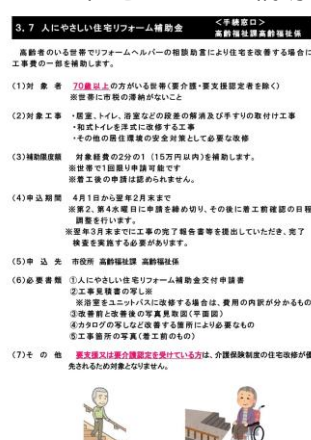 3.7 人にやさしい住宅リフォーム補助金
<手続窓口>
高齢福祉課高齢福祉係
高齢者のいる世帯でリフォームヘルパーの相談助言により住宅を改善する場合に
工事費の一部を補助します。
(1)対象者 70歳以上の方がいる世帯(要介護・要支援認定者を除く)
※世帯に市税の滞納がないこと
(2)対象工事 ・居室、トイレ、浴室などの段差の解消及び手すりの取付け工事
・和式トイレを洋式に改修する工事
・その他の居住環境の安全対策として必要な改修
(3)補助限度額 対象経費の2分の1(15万円以内)を補助します。
※世帯で1回限り申請可能です
※着工後の申請は認められません。
(4)申込期間 4月1日から翌年2月末まで
※第2、第4水曜日に申請を締め切り、その後に着工前確認の日程
調整を行います。
※翌年3月末までに工事の完了報告書等を提出していただき、完了
検査を実施する必要があります。
(5)申込先 市役所 高齢福祉課 高齢福祉係
(6)必要書類 ①人にやさしい住宅リフォーム補助金交付申請書
②工事見積書の写し※
※浴室をユニットバスに改修する場合は、費用の内訳が分かるもの
③改善前と改善後の写真見取図(平面図)
④カタログの写しなど改善する箇所により必要なもの
⑤工事箇所の写真(着工前のもの)
(7)その他 要支援又は要介護認定を受けている方は、介護保険制度の住宅改修が優
先されるため対象となりません。